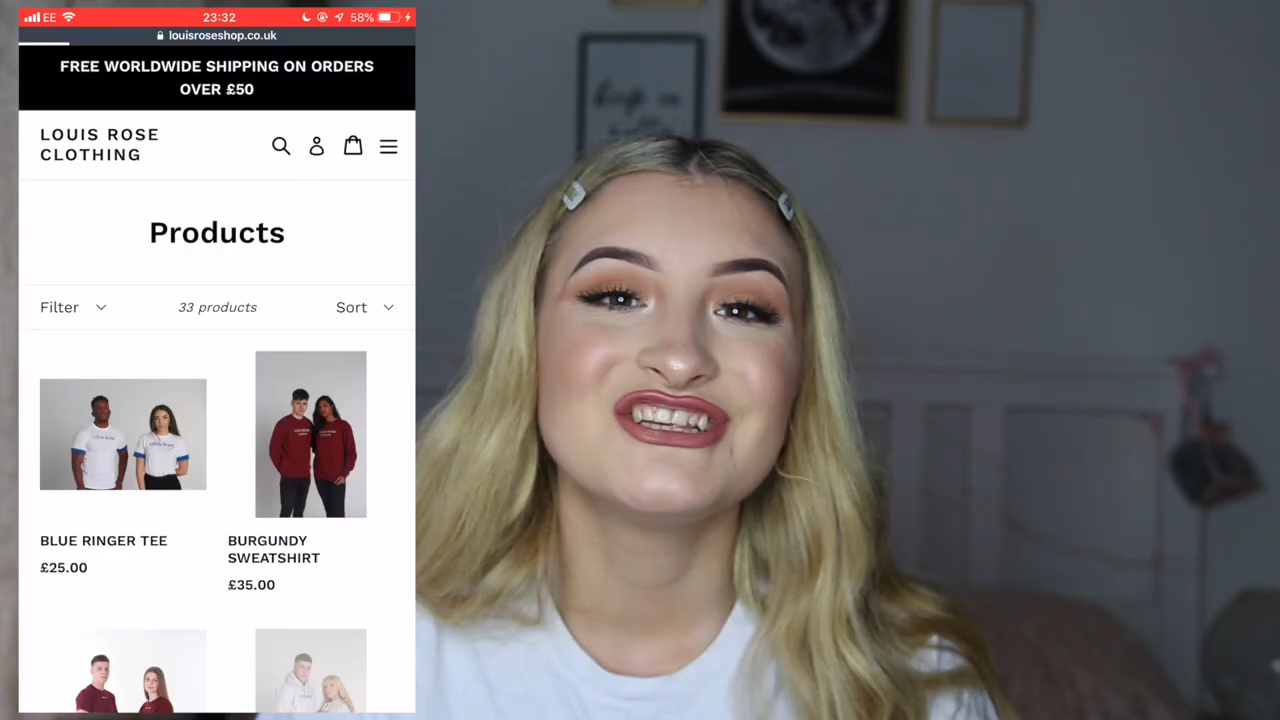 EE 23:32 58%
louisroseshop.co.uk
FREE WORLDWIDE SHIPPING ON ORDERS
OVER £50
LOUIS ROSE
CLOTHING
Products
Filter 33 products Sort
BLUE RINGER TEE
£25.00
BURGUNDY
SWEATSHIRT
£35.00